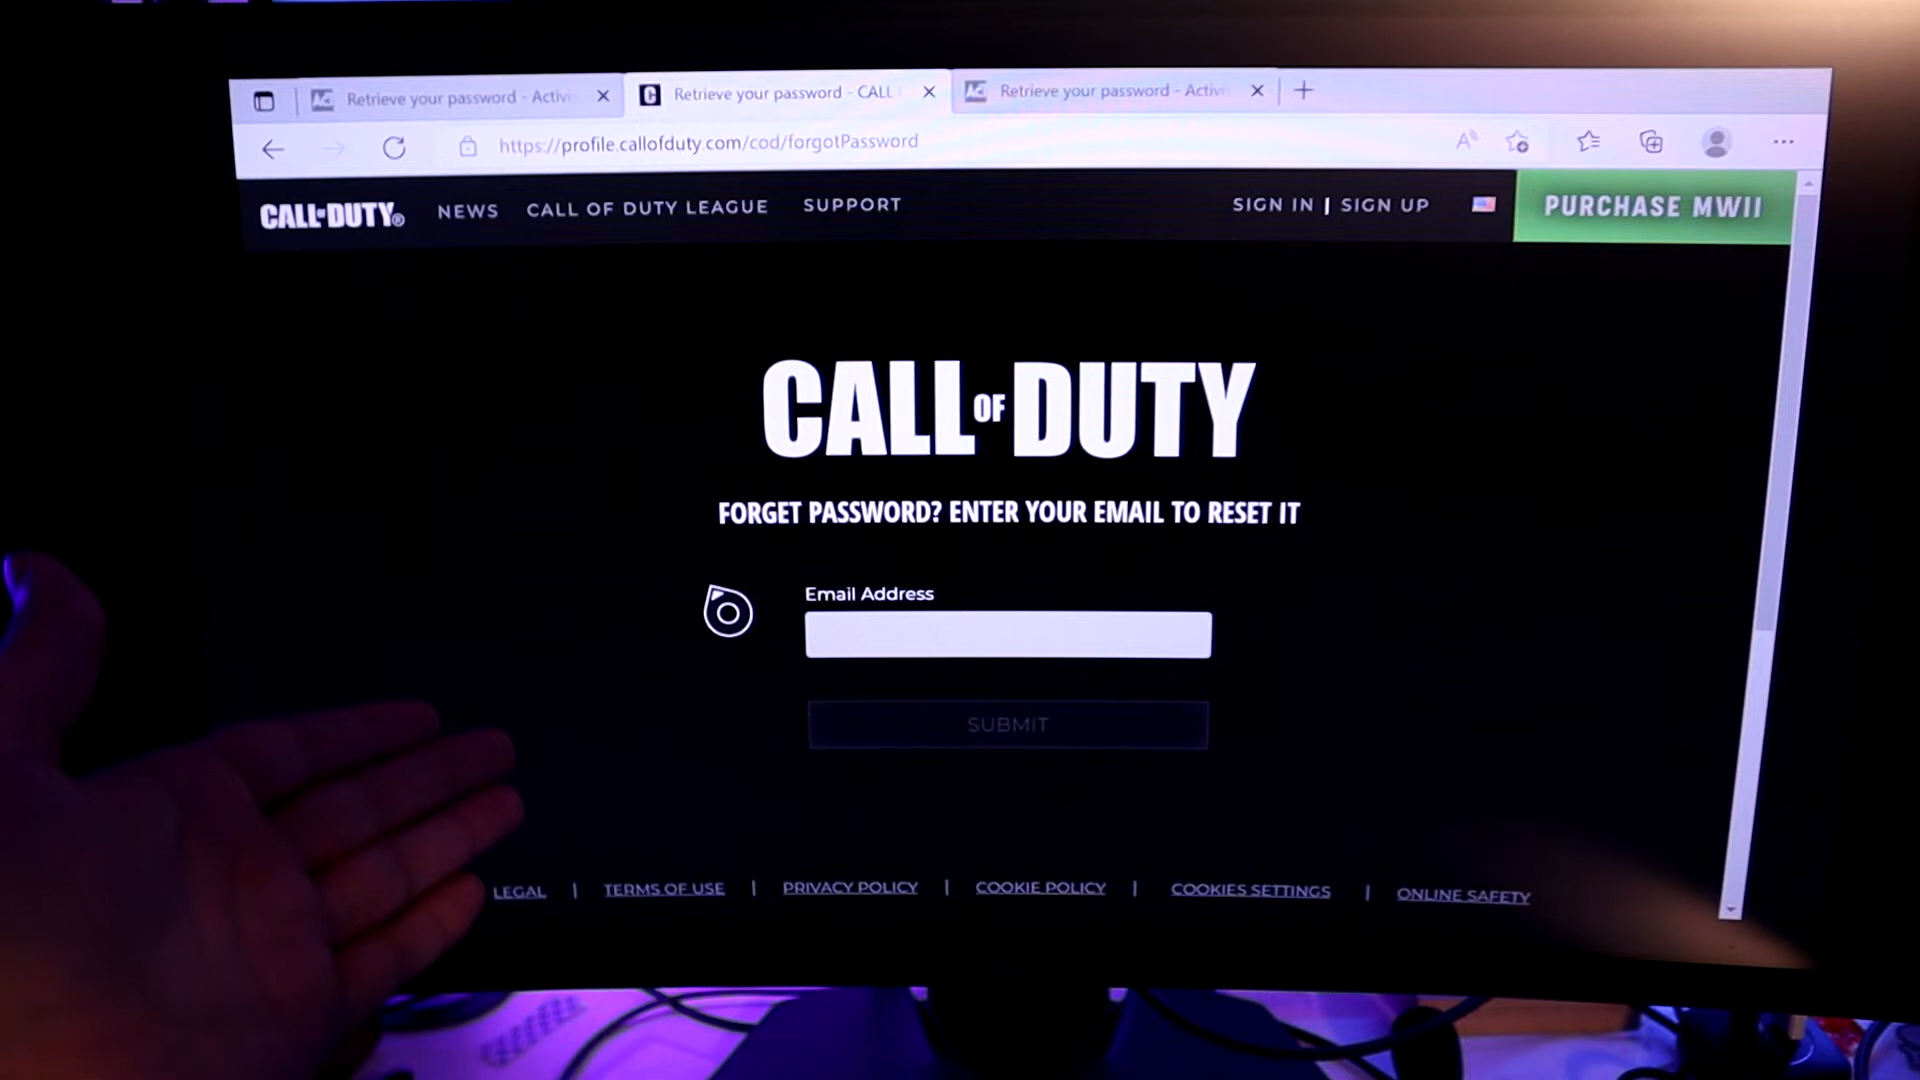 Retrieve your password - Activi
Retrieve your password - CALL
Retrieve your password - Activi
https://profile.callofduty.com/cod/forgotPassword
CALL OF DUTY®
NEWS
CALL OF DUTY LEAGUE
SUPPORT
SIGN IN | SIGN UP
PURCHASE MWII
CALL OF DUTY
FORGET PASSWORD? ENTER YOUR EMAIL TO RESET IT
Email Address
SUBMIT
LEGAL | TERMS OF USE | PRIVACY POLICY | COOKIE POLICY | COOKIES SETTINGS | ONLINE SAFETY